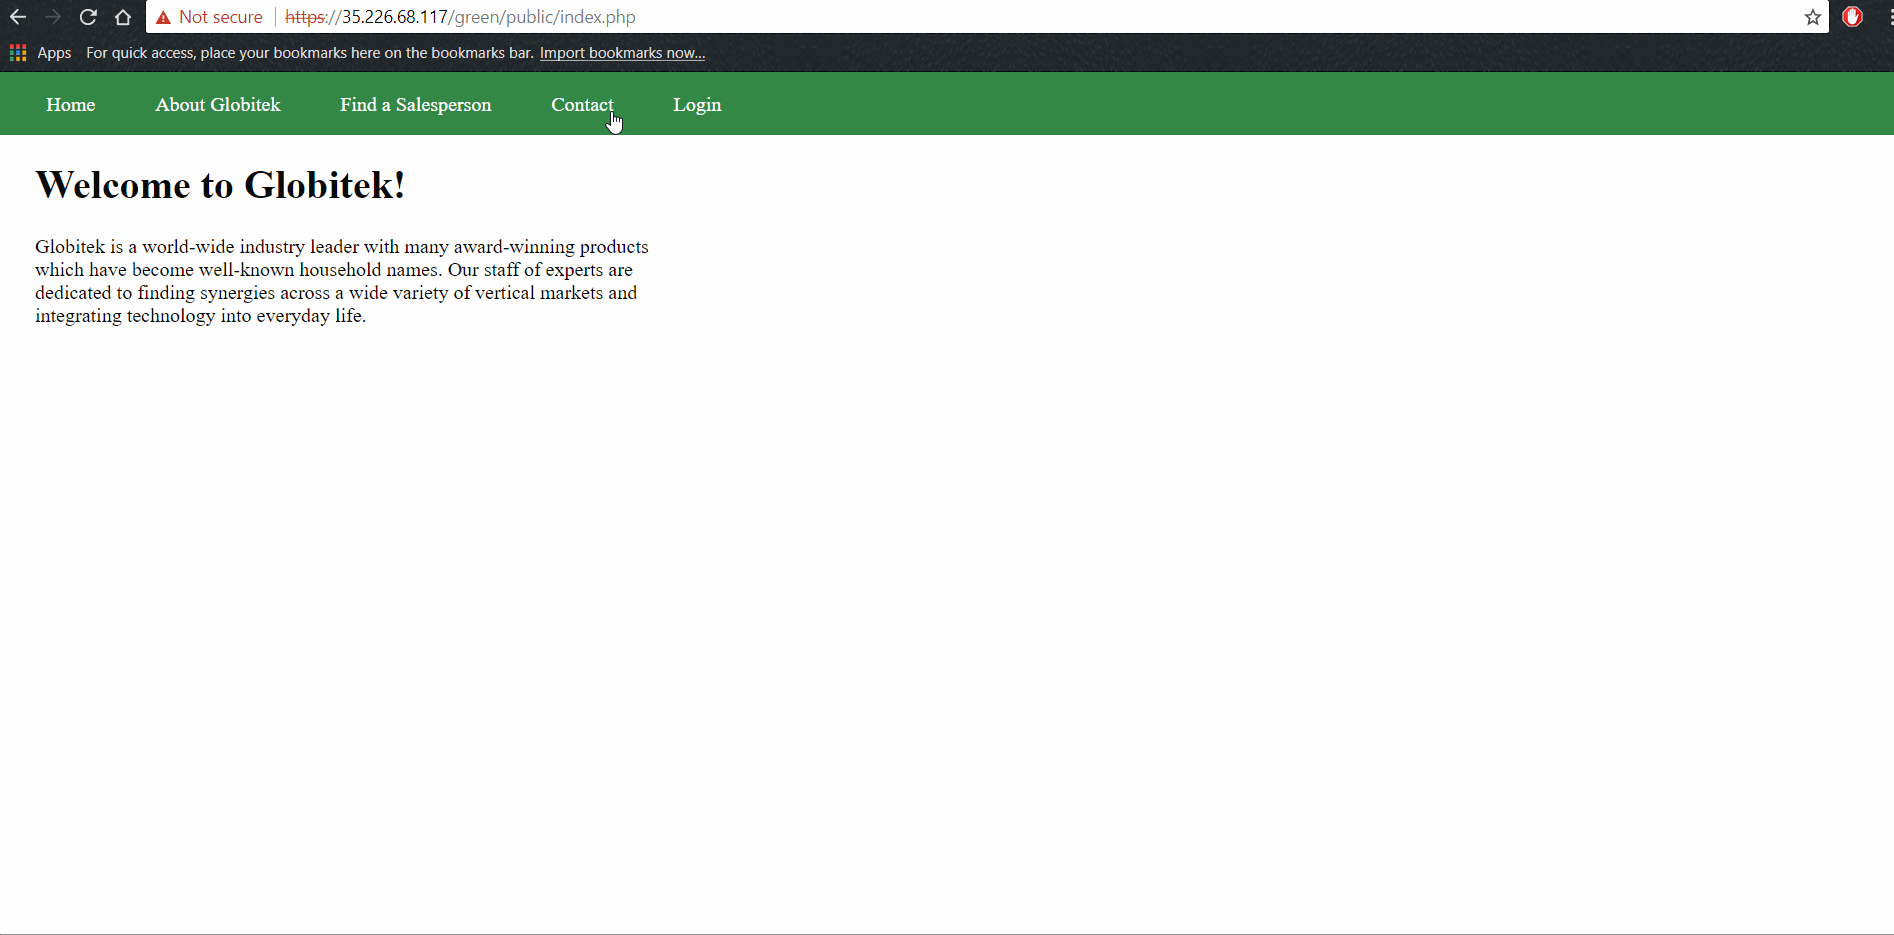 Not secure https://35.226.68.117/green/public/index.php
Apps For quick access, place your bookmarks here on the bookmarks bar. Import bookmarks now...
Home About Globitek Find a Salesperson Contact Login
Welcome to Globitek!
Globitek is a world-wide industry leader with many award-winning products
which have become well-known household names. Our staff of experts are
dedicated to finding synergies across a wide variety of vertical markets and
integrating technology into everyday life.